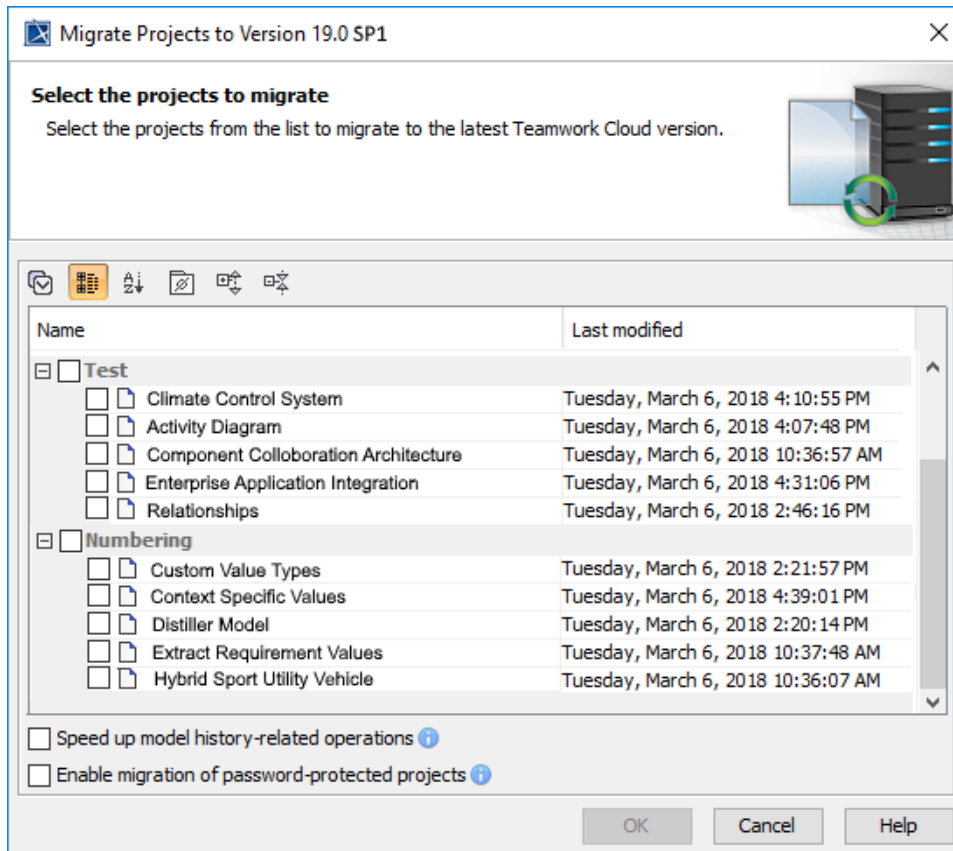 Migrate Projects to Version 19.0 SP1
Select the projects to migrate
Select the projects from the list to migrate to the latest Teamwork Cloud version.
Name Last modified
Test
Climate Control System Tuesday, March 6, 2018 4:10:55 PM
Activity Diagram Tuesday, March 6, 2018 4:07:48 PM
Component Colloboration Architecture Tuesday, March 6, 2018 10:36:57 AM
Enterprise Application Integration Tuesday, March 6, 2018 4:31:06 PM
Relationships Tuesday, March 6, 2018 2:46:16 PM
Numbering
Custom Value Types Tuesday, March 6, 2018 2:21:57 PM
Context Specific Values Tuesday, March 6, 2018 4:39:01 PM
Distiller Model Tuesday, March 6, 2018 2:20:14 PM
Extract Requirement Values Tuesday, March 6, 2018 10:37:48 AM
Hybrid Sport Utility Vehicle Tuesday, March 6, 2018 10:36:07 AM
Speed up model history-related operations
Enable migration of password-protected projects
OK Cancel Help